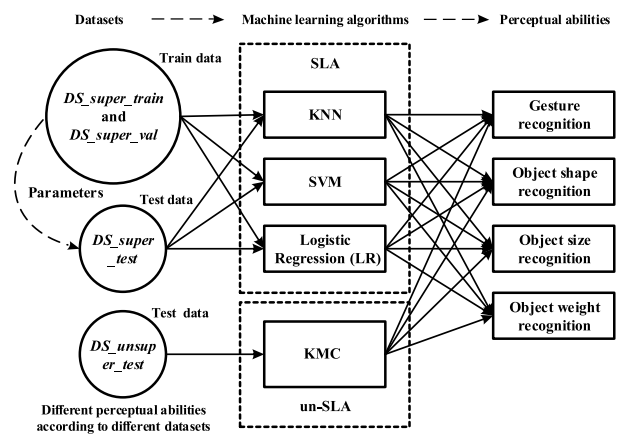 Datasets
Machine learning algorithms
Perceptual abilities
Train data
SLA
DS_super_train
and
DS_super_val
KNN
Gesture
recognition
SVM
Object shape
recognition
Parameters
Test data
DS_super
_test
Logistic
Regression (LR)
Object size
recognition
Test data
Object weight
recognition
DS_unsup
er_test
KMC
un-SLA
Different perceptual abilities
according to different datasets